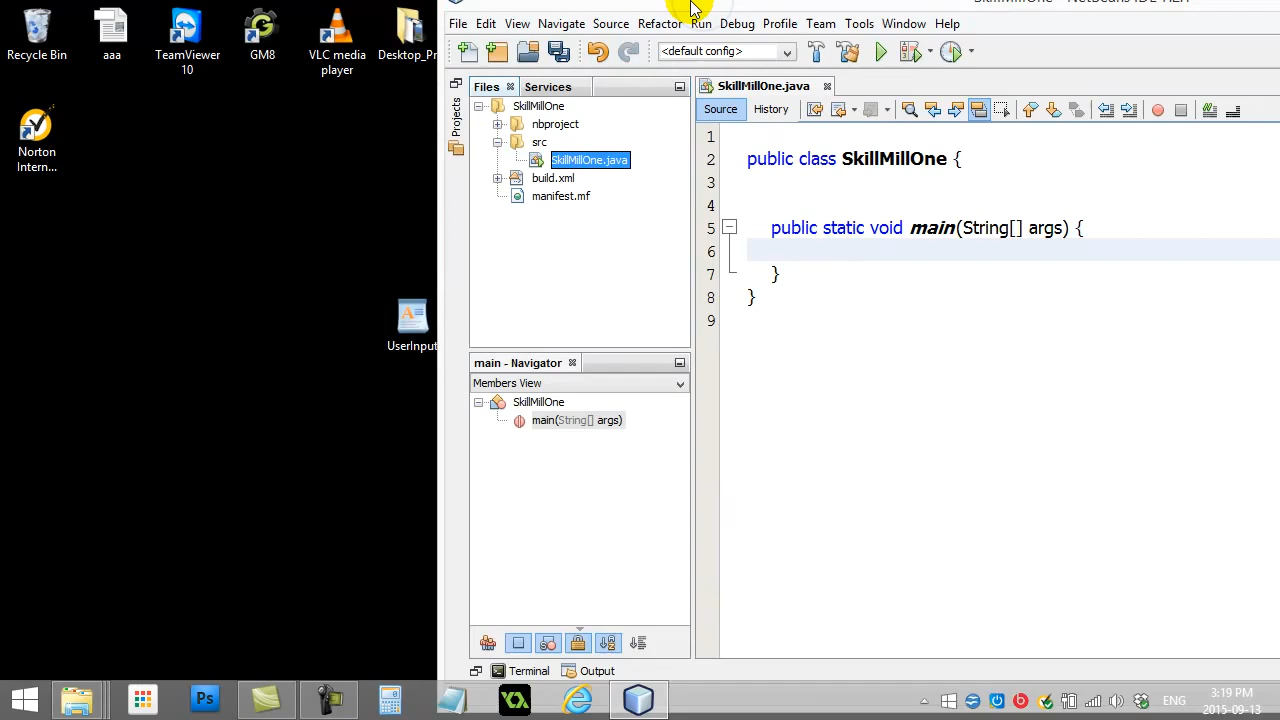 Recycle Bin
aaa
TeamViewer
10
GM8
VLC media
player
Desktop_Pr
Norton
Intern...
UserInput
File Edit View Navigate Source Refactor Run Debug Profile Team Tools Window Help
<default config>
Projects
Files
Services
SkillMillOne
nbproject
src
SkillMillOne.java
build.xml
manifest.mf
main - Navigator
Members View
SkillMillOne
main(String[] args)
SkillMillOne.java
Source
History
1
2 public class SkillMillOne {
3
4
5 public static void main(String[] args) {
6
7 }
8 }
9
Terminal
Output
Ps
ENG
3:19 PM
2015-09-13